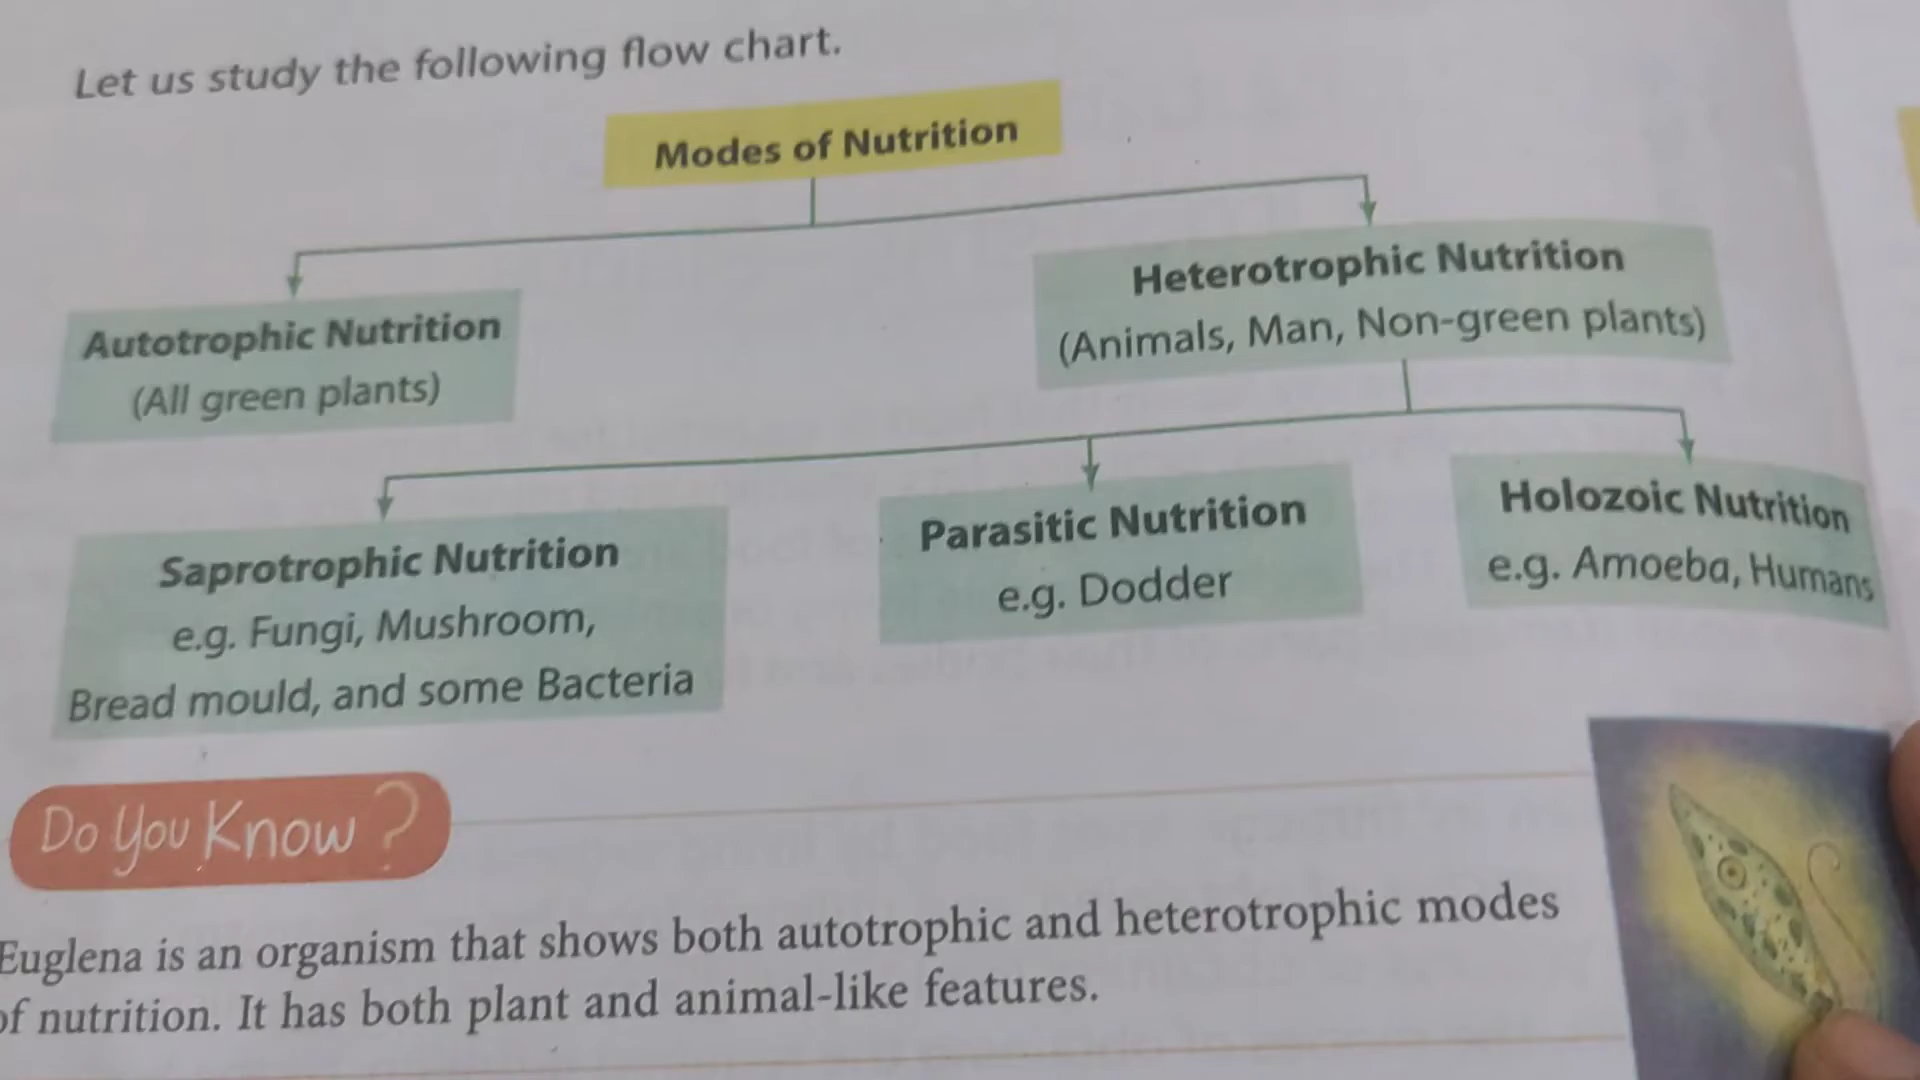 Let us study the following flow chart.
Modes of Nutrition
Autotrophic Nutrition
(All green plants)
Heterotrophic Nutrition
(Animals, Man, Non-green plants)
Saprotrophic Nutrition
e.g. Fungi, Mushroom,
Bread mould, and some Bacteria
Parasitic Nutrition
e.g. Dodder
Holozoic Nutrition
e.g. Amoeba, Humans
Do You Know?
Euglena is an organism that shows both autotrophic and heterotrophic modes
of nutrition. It has both plant and animal-like features.